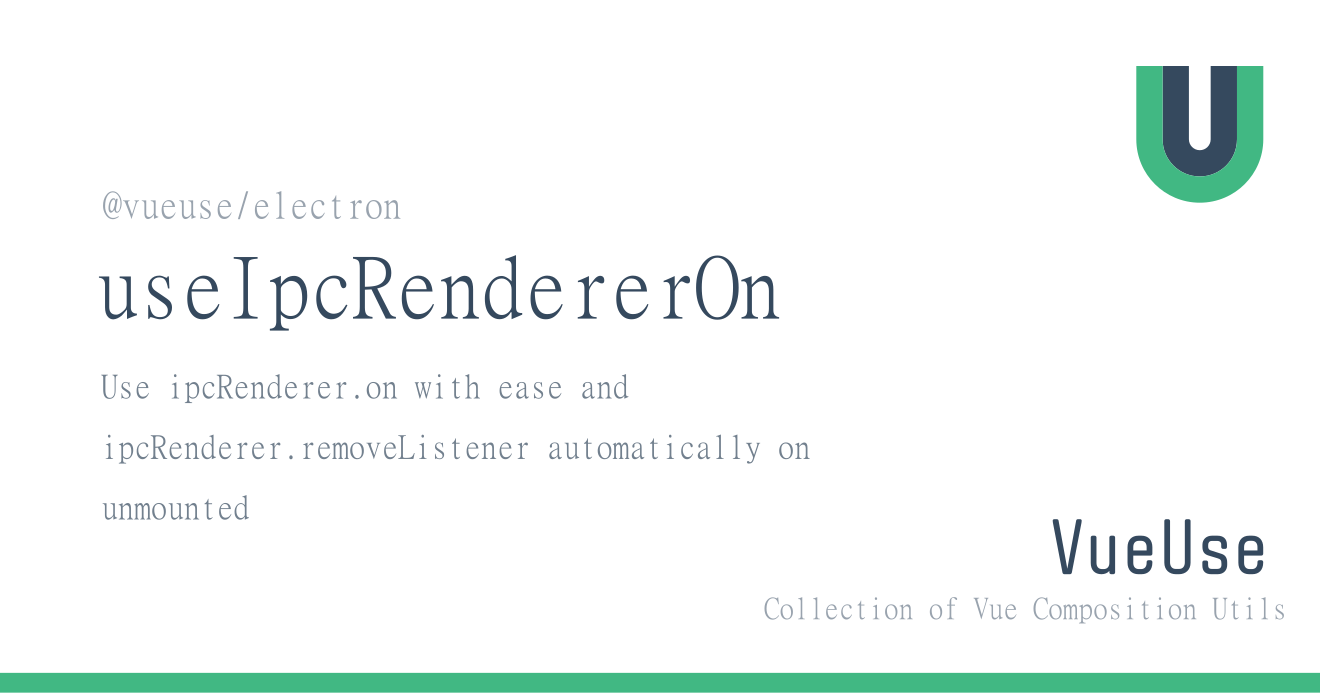 @vueuse/electron
useIpcRendererOn
Use ipcRenderer.on with ease and
ipcRenderer.removeListener automatically on
unmounted
VueUse
Collection of Vue Composition Utils